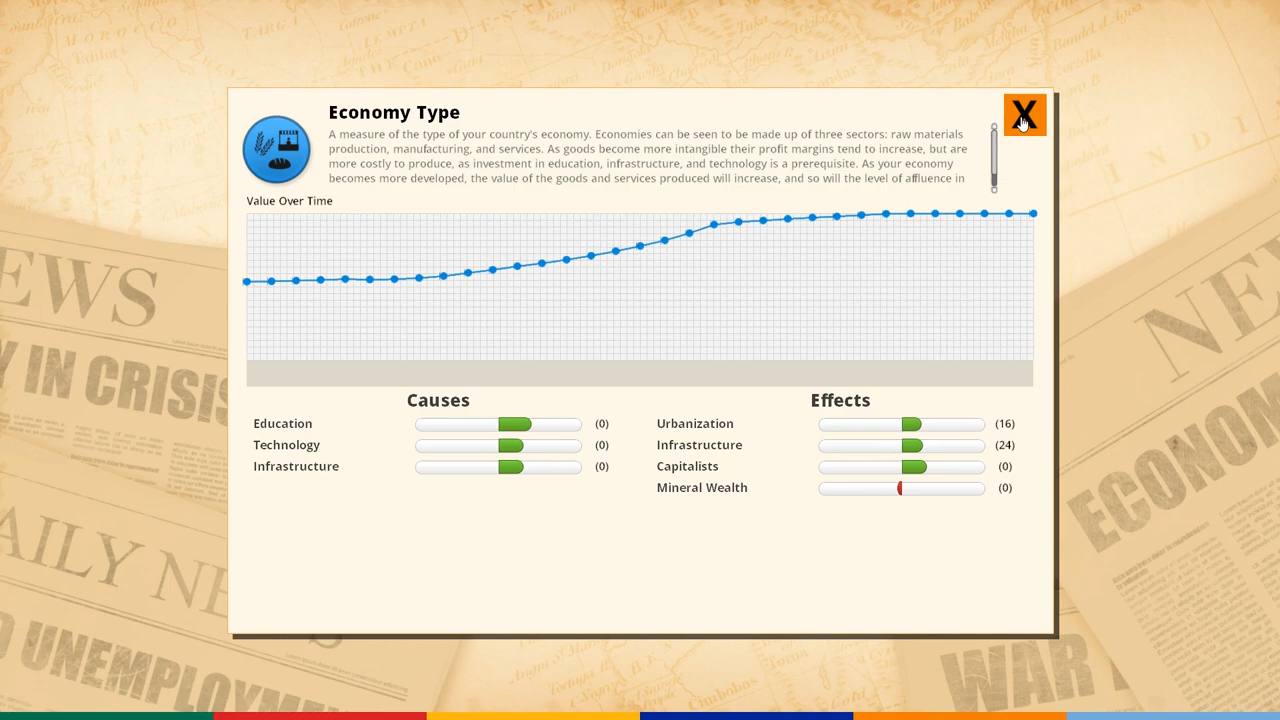 Economy Type
X
A measure of the type of your country's economy. Economies can be seen to be made up of three sectors: raw materials
production, manufacturing, and services. As goods become more intangible their profit margins tend to increase, but are
more costly to produce, as investment in education, infrastructure, and technology is a prerequisite. As your economy
becomes more developed, the value of the goods and services produced will increase, and so will the level of affluence in
Value Over Time
Causes
Education (0)
Technology (0)
Infrastructure (0)
Effects
Urbanization (16)
Infrastructure (24)
Capitalists (0)
Mineral Wealth (0)
EWS
Y IN CRISIS
AILY NE
UNEMPLOYM
NE
ECONOM
WAR